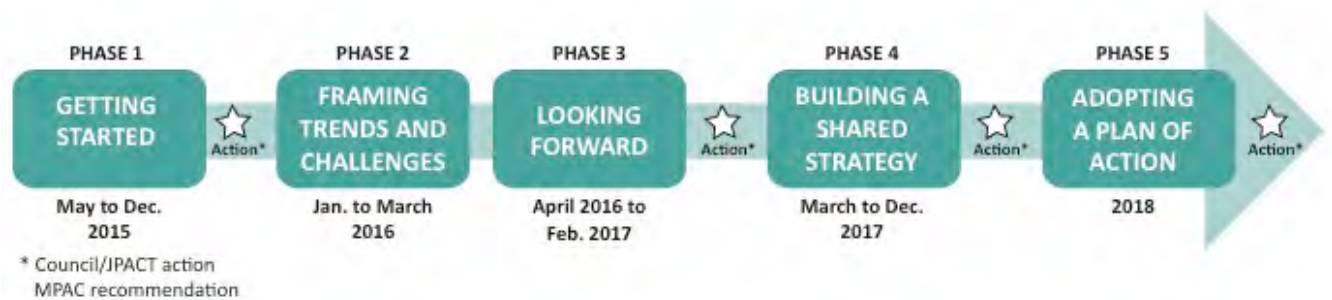 PHASE 1
GETTING
STARTED
May to Dec.
2015
Action*
PHASE 2
FRAMING
TRENDS AND
CHALLENGES
Jan. to March
2016
PHASE 3
LOOKING
FORWARD
April 2016 to
Feb. 2017
Action*
PHASE 4
BUILDING A
SHARED
STRATEGY
March to Dec.
2017
Action*
PHASE 5
ADOPTING
A PLAN OF
ACTION
2018
Action*
* Council/JPACT action
MPAC recommendation